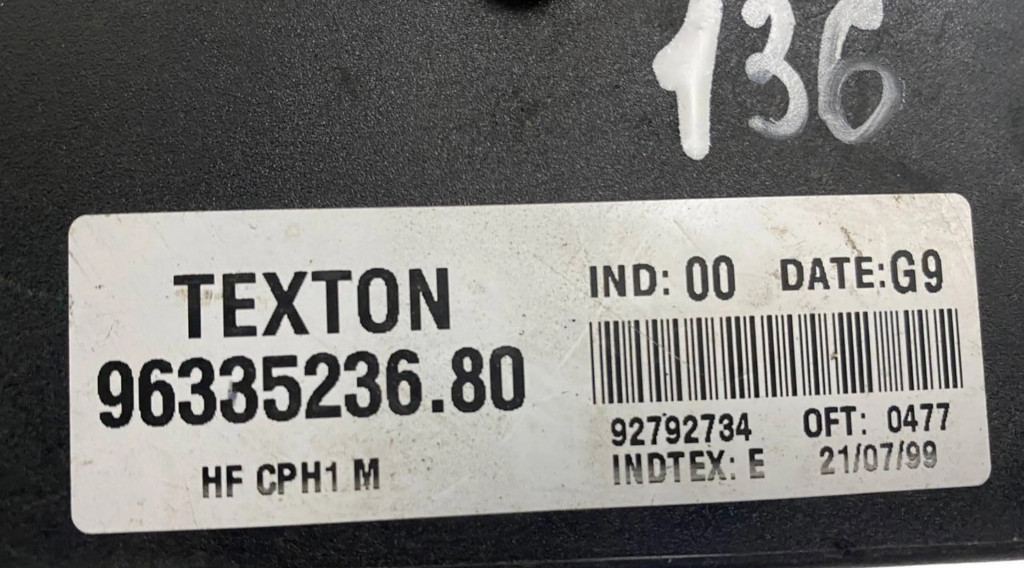 136
TEXTON
96335236.80
HF CPH1 M
IND: 00 DATE:G9
92792734 OFT: 0477
INDTEX: E 21/07/99